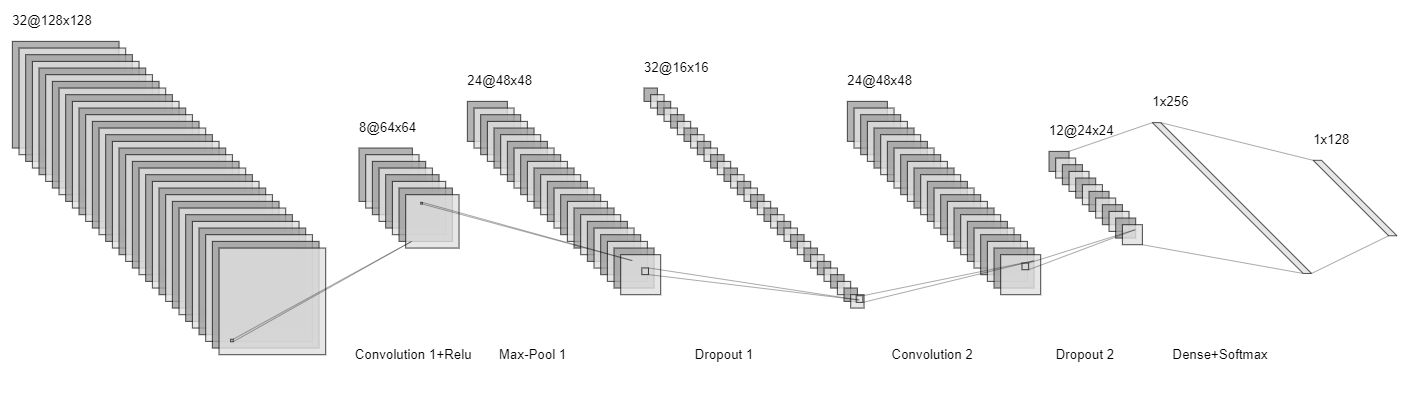 32@128x128
8@64x64
24@48x48
32@16x16
24@48x48
12@24x24
1x256
1x128
Convolution 1+Relu
Max-Pool 1
Dropout 1
Convolution 2
Dropout 2
Dense+Softmax